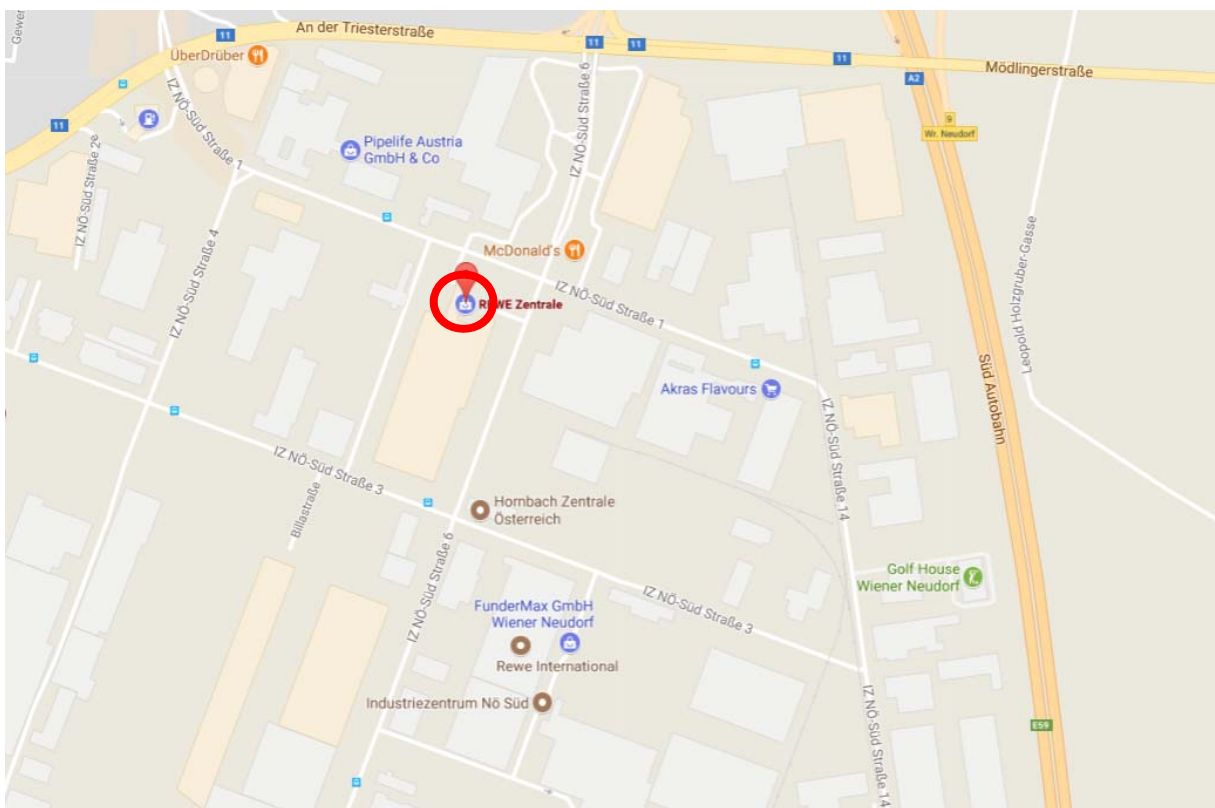 Gewer
11
An der Triesterstraße
11
11
11
Mödlingerstraße
A2
ÜberDrüber
IZ NÖ-Süd Straße 6
IZ NÖ-Süd Straße 1
11
9
Wr. Neudorf
Pipelife Austria
GmbH & Co
IZ NÖ-Süd Straße 2
IZ NÖ-Süd Straße 4
McDonald's
Leopold Holzgruber-Gasse
REWE Zentrale
IZ NÖ-Süd Straße 1
Akras Flavours
Süd Autobahn
IZ NÖ-Süd Straße 14
IZ NÖ-Süd Straße 3
Billastraße
Hornbach Zentrale
Österreich
IZ NÖ-Süd Straße 6
Golf House
Wiener Neudorf
IZ NÖ-Süd Straße 3
FunderMax GmbH
Wiener Neudorf
Rewe International
Industriezentrum Nö Süd
IZ NÖ-Süd Straße 14
E59